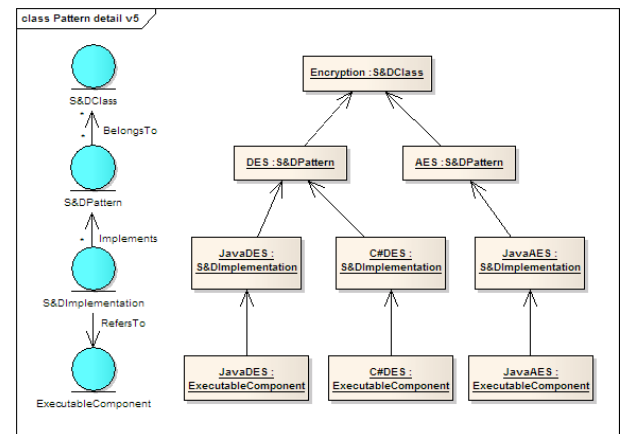 class Pattern detail v5
S&DClass
BelongsTo
S&DPattern
Implements
S&DImplementation
RefersTo
ExecutableComponent
Encryption :S&DClass
DES :S&DPattern
AES :S&DPattern
JavaDES :
S&DImplementation
C#DES :
S&DImplementation
JavaAES :
S&DImplementation
JavaDES :
ExecutableComponent
C#DES :
ExecutableComponent
JavaAES :
ExecutableComponent